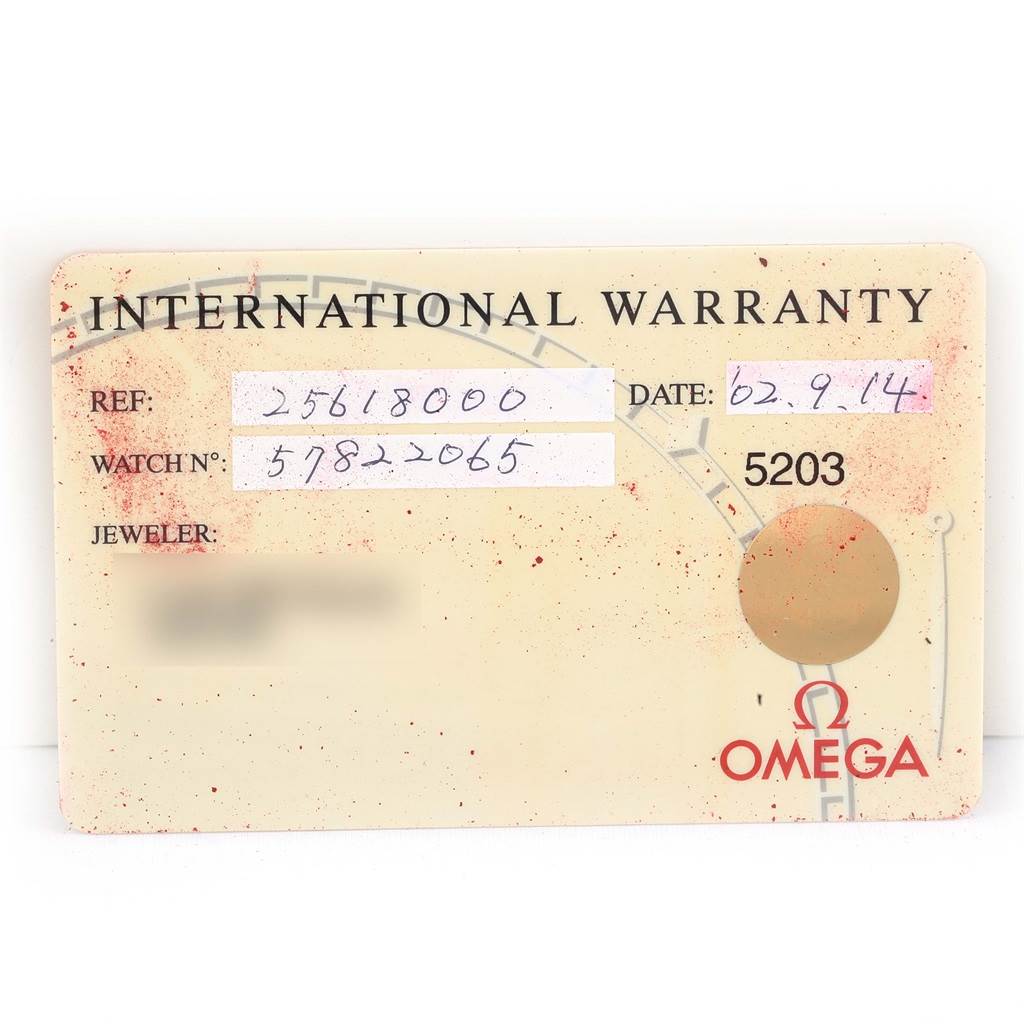 INTERNATIONAL WARRANTY
REF: 25618000 DATE: '02.9.14.
WATCH N°: 57822065
5203
JEWELER:
Ω
OMEGA